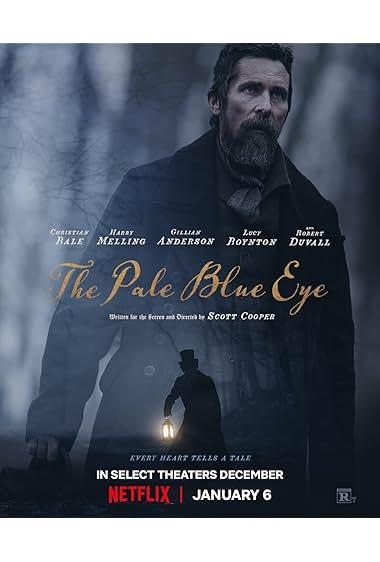 CHRISTIAN BALE HARRY MELLING GILLIAN ANDERSON LUCY BOYNTON AND ROBERT DUVALL
The Pale Blue Eye
Written for the Screen and Directed by SCOTT COOPER
EVERY HEART TELLS A TALE
IN SELECT THEATERS DECEMBER
NETFLIX | JANUARY 6
R